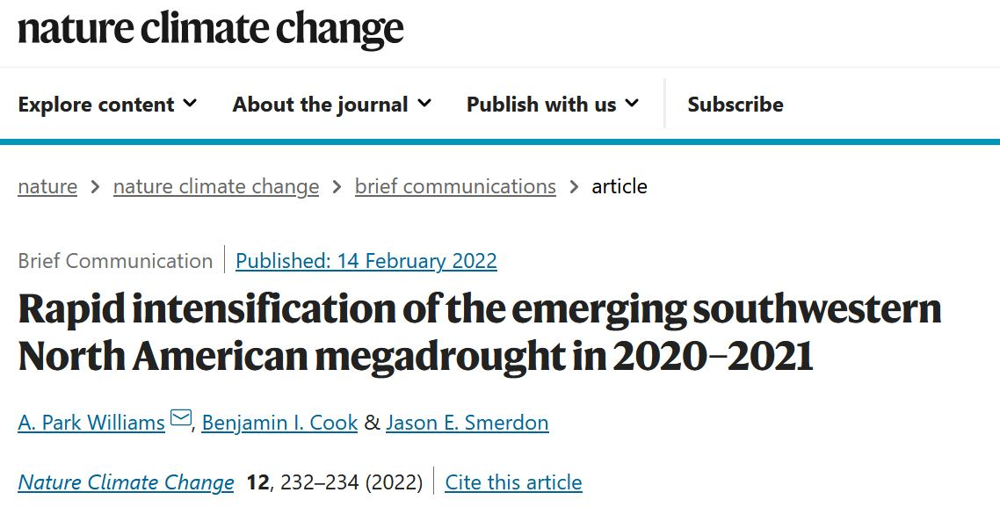 nature climate change
Explore content About the journal Publish with us Subscribe
nature > nature climate change > brief communications > article
Brief Communication | Published: 14 February 2022
Rapid intensification of the emerging southwestern
North American megadrought in 2020–2021
A. Park Williams, Benjamin I. Cook & Jason E. Smerdon
Nature Climate Change 12, 232–234 (2022) | Cite this article